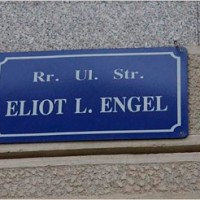 Rr. Ul. Str.
ELIOT L. ENGEL